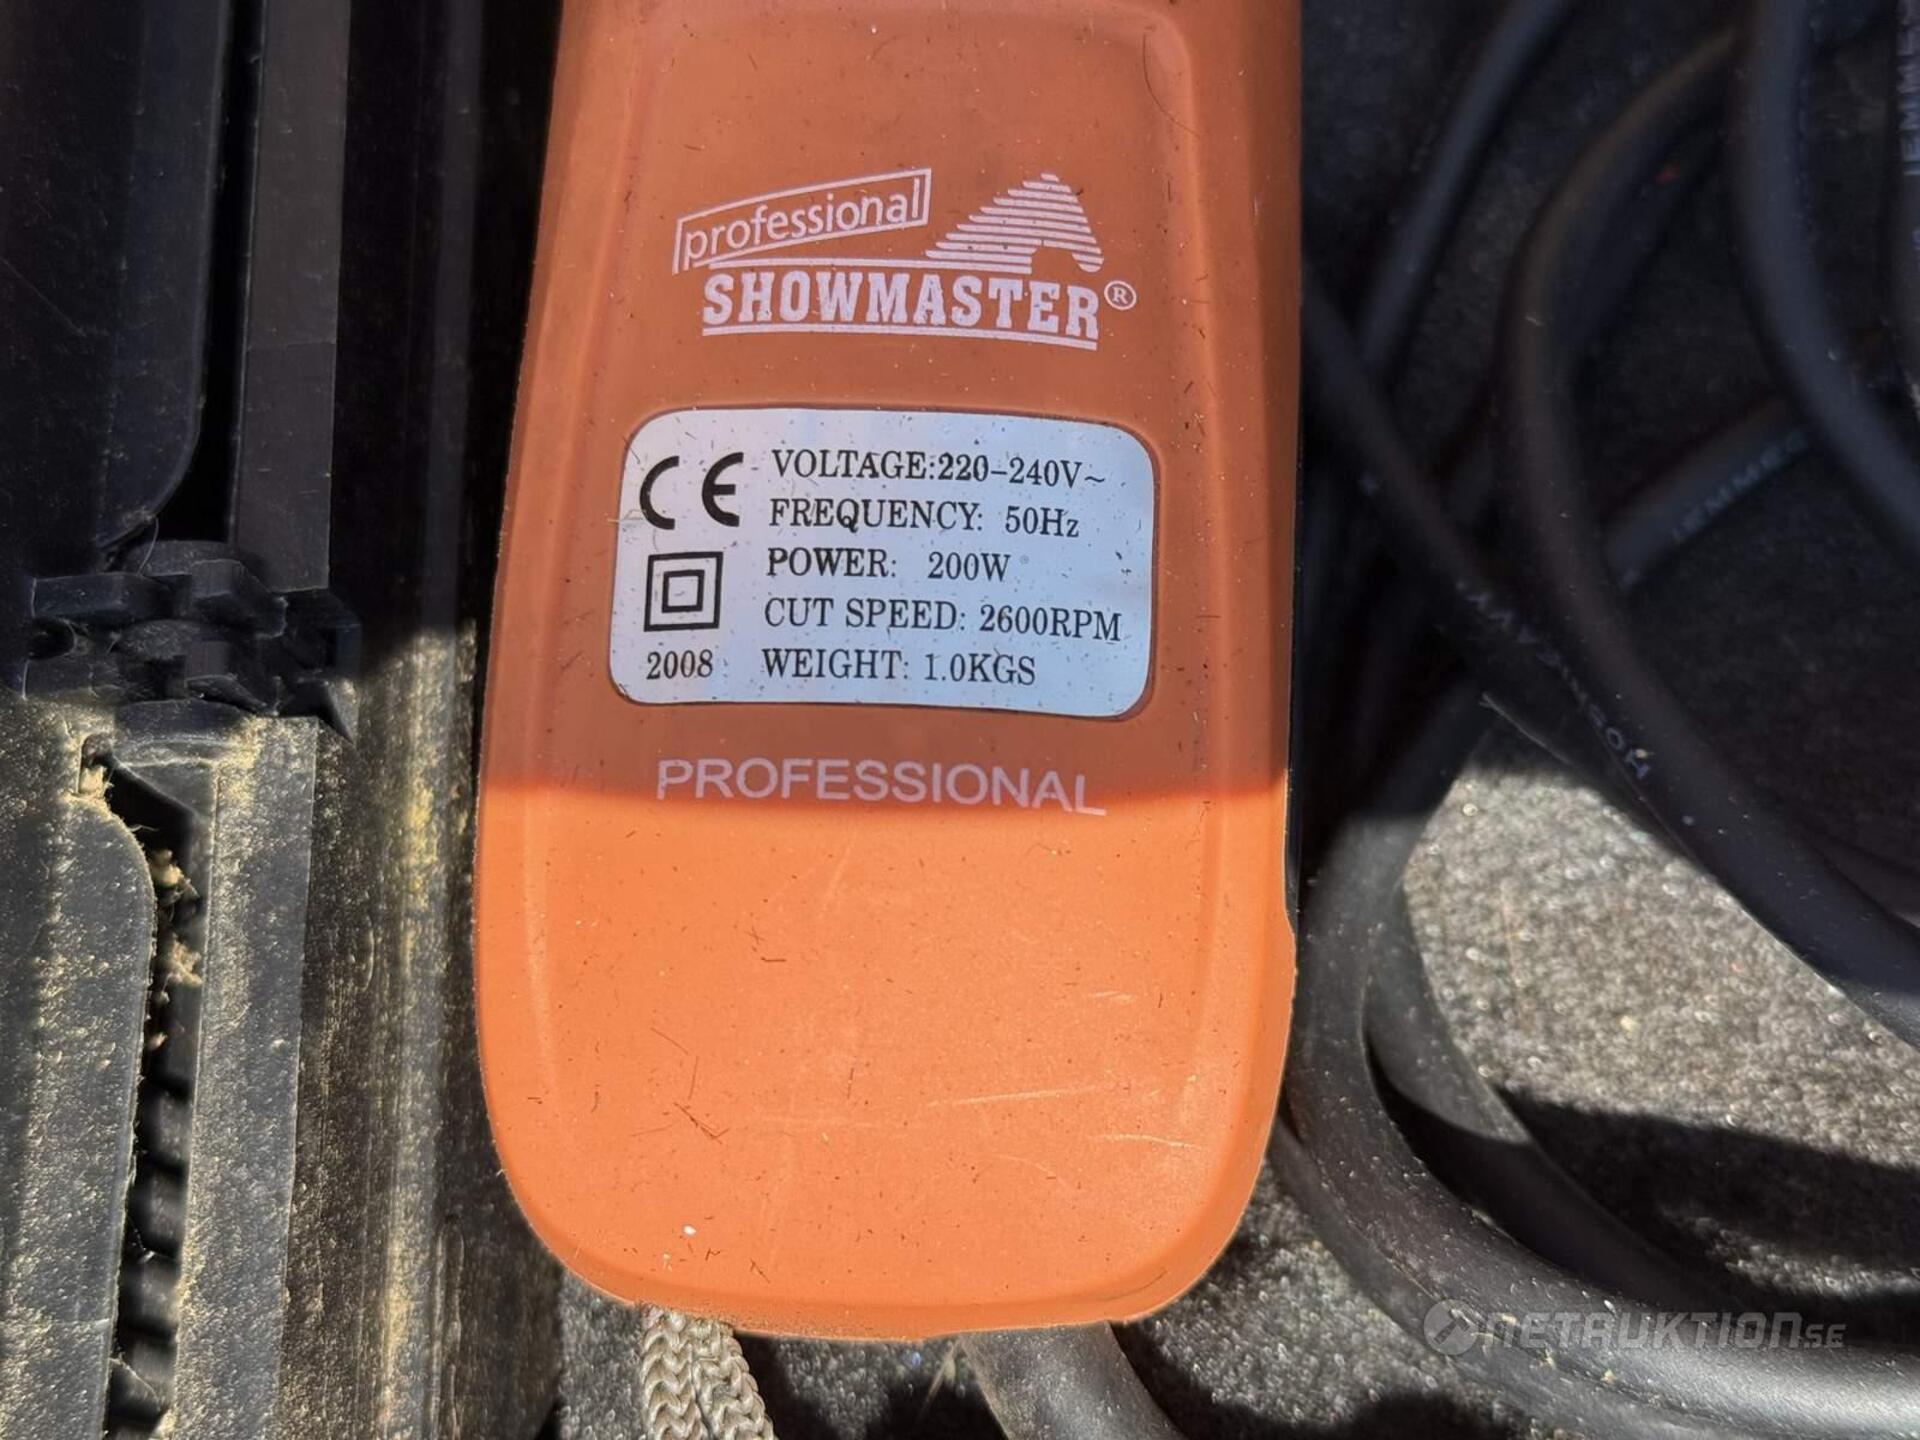 professional
SHOWMASTER®
CE
VOLTAGE:220-240V~
FREQUENCY: 50Hz
POWER: 200W
CUT SPEED: 2600RPM
2008 WEIGHT: 1.0KGS
PROFESSIONAL
NETAUKTION.SE